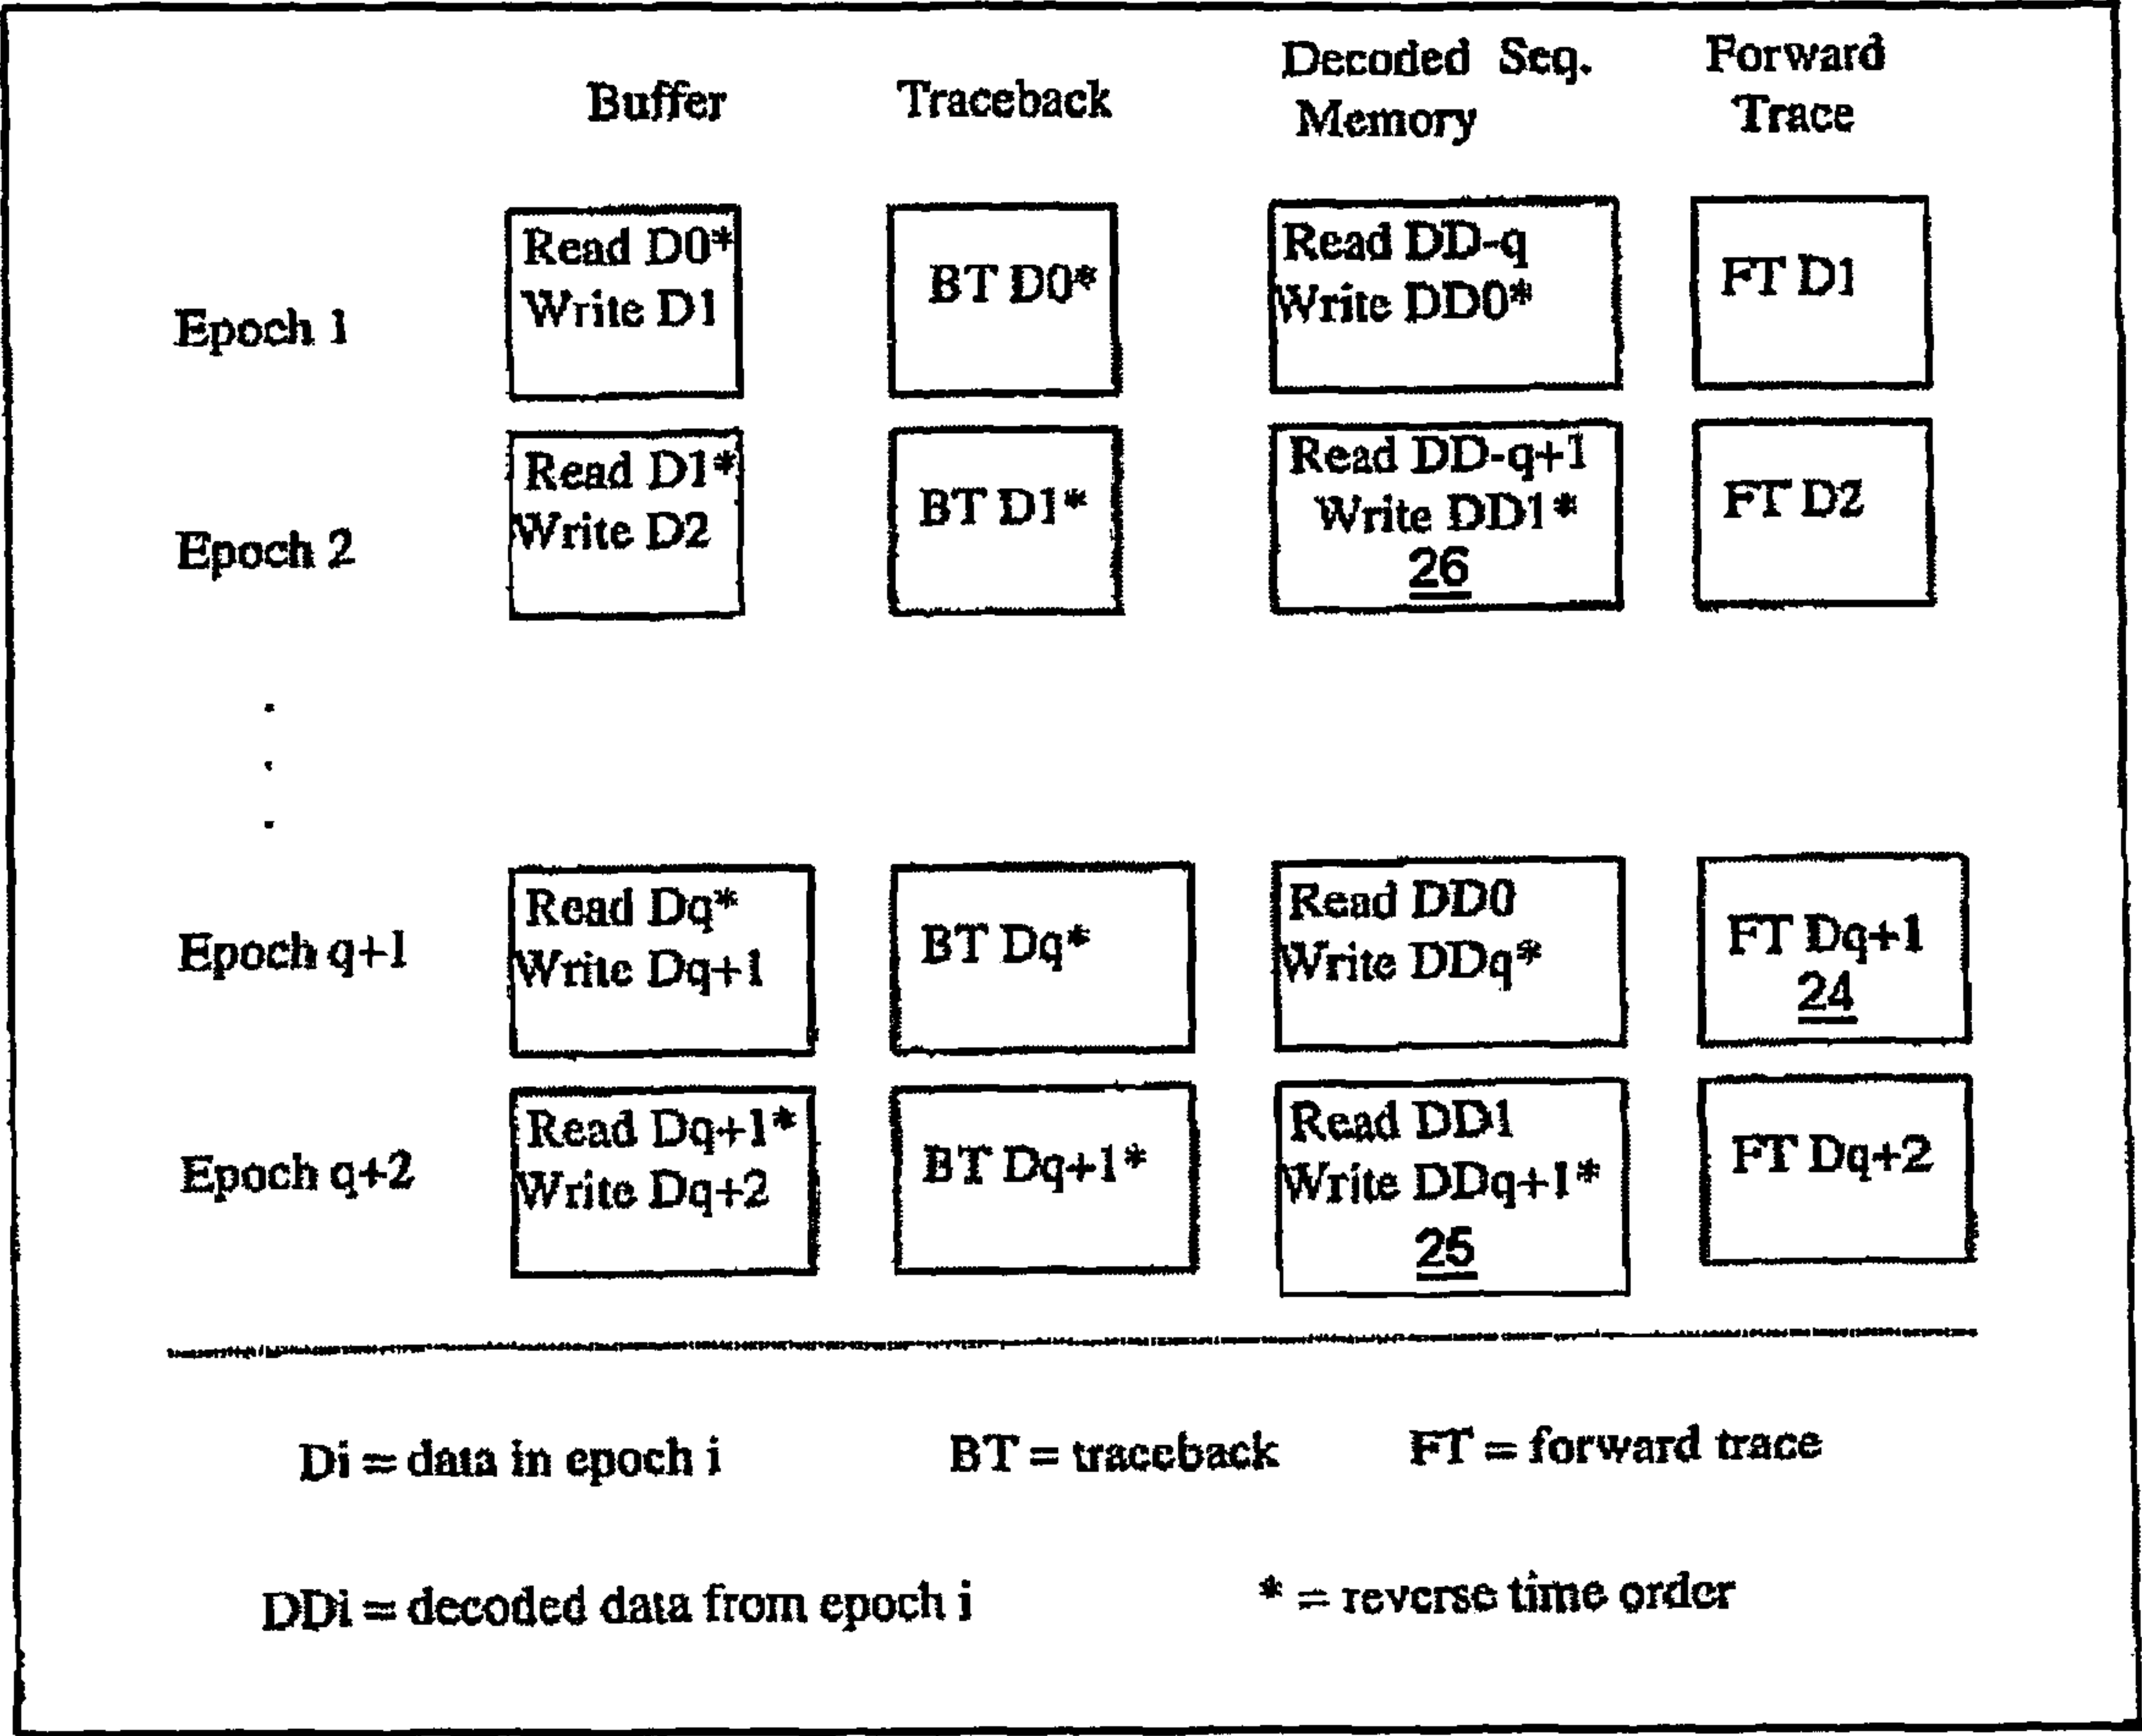 Buffer Traceback Decoded Seq. Memory Forward Trace
Epoch 1
Read D0*
Write D1
BT D0*
Read DD-q
Write DD0*
FT D1
Epoch 2
Read D1*
Write D2
BT D1*
Read DD-q+1
Write DD1*
26
FT D2
.
.
.
Epoch q+1
Read Dq*
Write Dq+1
BT Dq*
Read DD0
Write DDq*
FT Dq+1
24
Epoch q+2
Read Dq+1*
Write Dq+2
BT Dq+1*
Read DD1
Write DDq+1*
25
FT Dq+2
Di = data in epoch i BT = traceback FT = forward trace
DDi = decoded data from epoch i * = reverse time order